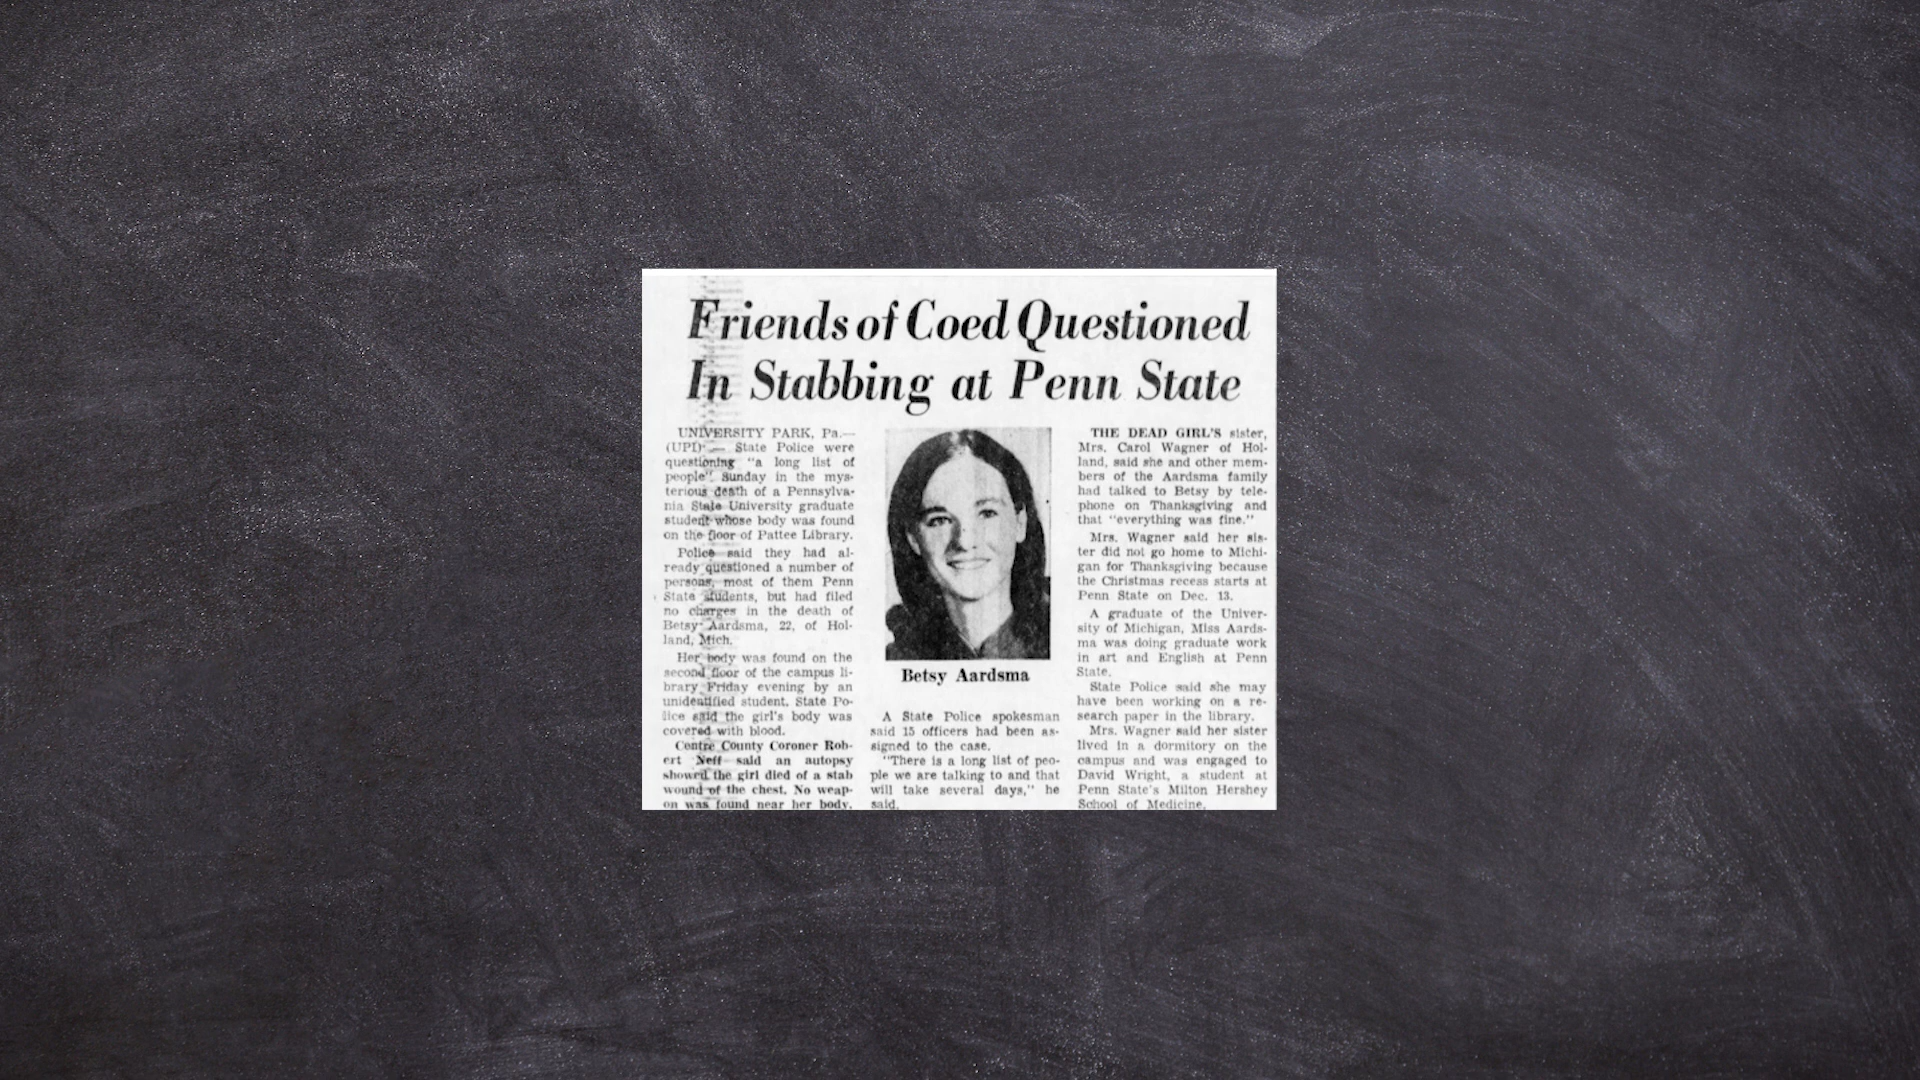 Friends of Coed Questioned
In Stabbing at Penn State
UNIVERSITY PARK, Pa.—
(UPI) — State Police were
questioning "a long list of
people" Sunday in the mys-
terious death of a Pennsylva-
nia State University graduate
student whose body was found
on the floor of Pattee Library.
Police said they had al-
ready questioned a number of
persons, most of them Penn
State students, but had filed
no charges in the death of
Betsy Aardsma, 22, of Hol-
land, Mich.
Her body was found on the
second floor of the campus li-
brary Friday evening by an
unidentified student. State Po-
lice said the girl's body was
covered with blood.
Centre County Coroner Rob-
ert Neff said an autopsy
showed the girl died of a stab
wound of the chest. No weap-
on was found near her body.
Betsy Aardsma
A State Police spokesman
said 15 officers had been as-
signed to the case.
"There is a long list of peo-
ple we are talking to and that
will take several days," he
said.
THE DEAD GIRL'S sister,
Mrs. Carol Wagner of Hol-
land, said she and other mem-
bers of the Aardsma family
had talked to Betsy by tele-
phone on Thanksgiving and
that "everything was fine."
Mrs. Wagner said her sis-
ter did not go home to Michi-
gan for Thanksgiving because
the Christmas recess starts at
Penn State on Dec. 13.
A graduate of the Univer-
sity of Michigan, Miss Aards-
ma was doing graduate work
in art and English at Penn
State.
State Police said she may
have been working on a re-
search paper in the library.
Mrs. Wagner said her sister
lived in a dormitory on the
campus and was engaged to
David Wright, a student at
Penn State's Milton Hershey
School of Medicine.